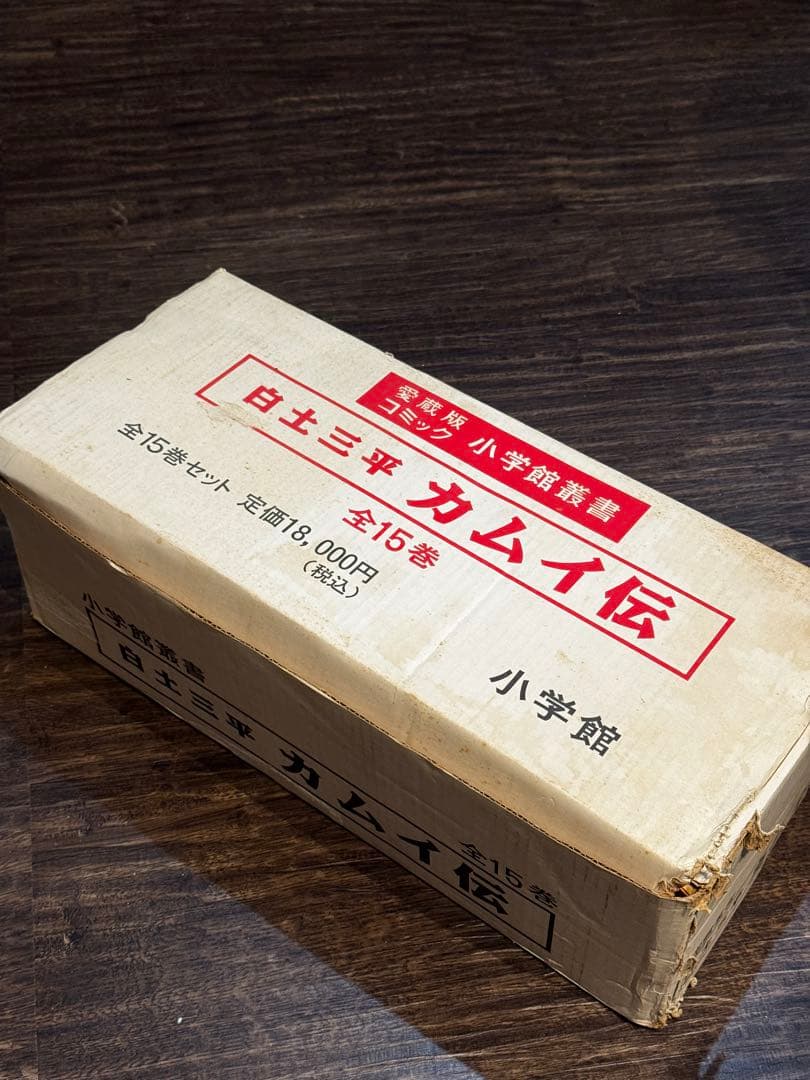 愛蔵版
コミック 小学館叢書
白土三平 カムイ伝
全15巻
全15巻セット 定価18,000円
(税込)
小学館
小学館叢書
白土三平 カムイ伝
全15巻